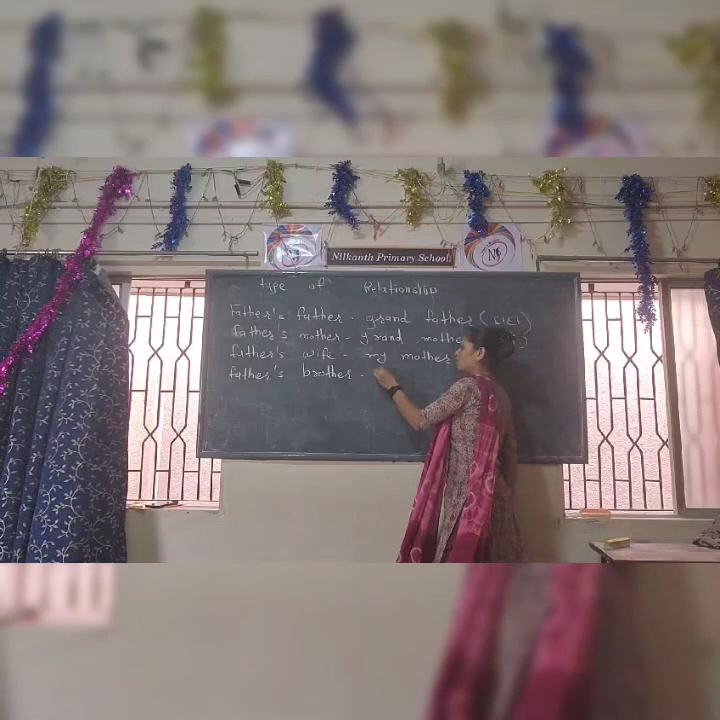 Nilkanth Primary School
type of Relationship
Father's father - grand father (દાદા)
father's mother - grand
father's wife - my mother
father's brother -